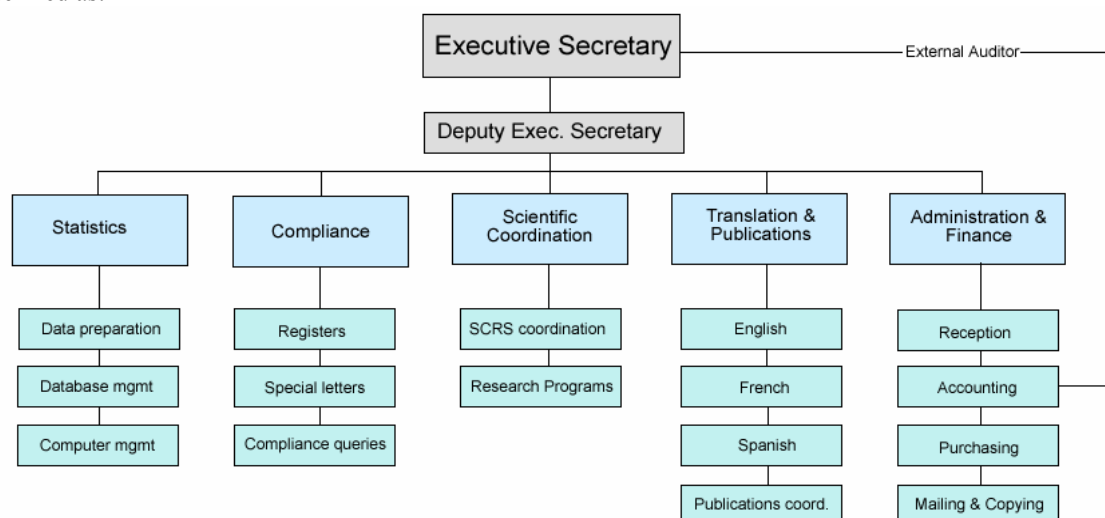 Executive Secretary
External Auditor
Deputy Exec. Secretary
Statistics
Compliance
Scientific
Coordination
Translation &
Publications
Administration &
Finance
Data preparation
Registers
SCRS coordination
English
Reception
Database mgmt
Special letters
Research Programs
French
Accounting
Computer mgmt
Compliance queries
Spanish
Purchasing
Publications coord.
Mailing & Copying